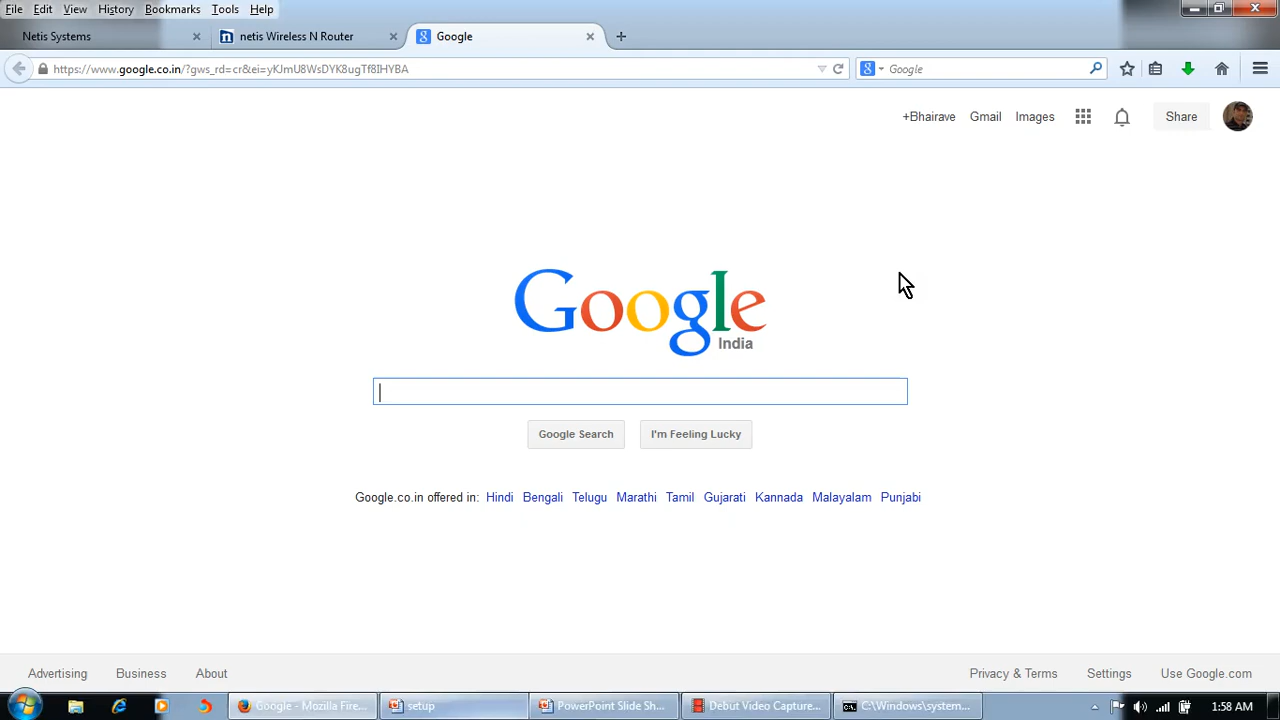 File Edit View History Bookmarks Tools Help
Netis Systems netis Wireless N Router Google
https://www.google.co.in/?gws_rd=cr&ei=yKJmU8WsDYK8ugTf8IHYBA Google
+Bhairave Gmail Images Share
Google
India
Google Search I'm Feeling Lucky
Google.co.in offered in: Hindi Bengali Telugu Marathi Tamil Gujarati Kannada Malayalam Punjabi
Advertising Business About Privacy & Terms Settings Use Google.com
Google - Mozilla Fire... setup PowerPoint Slide Sh... Debut Video Capture... C:\Windows\system... 1:58 AM